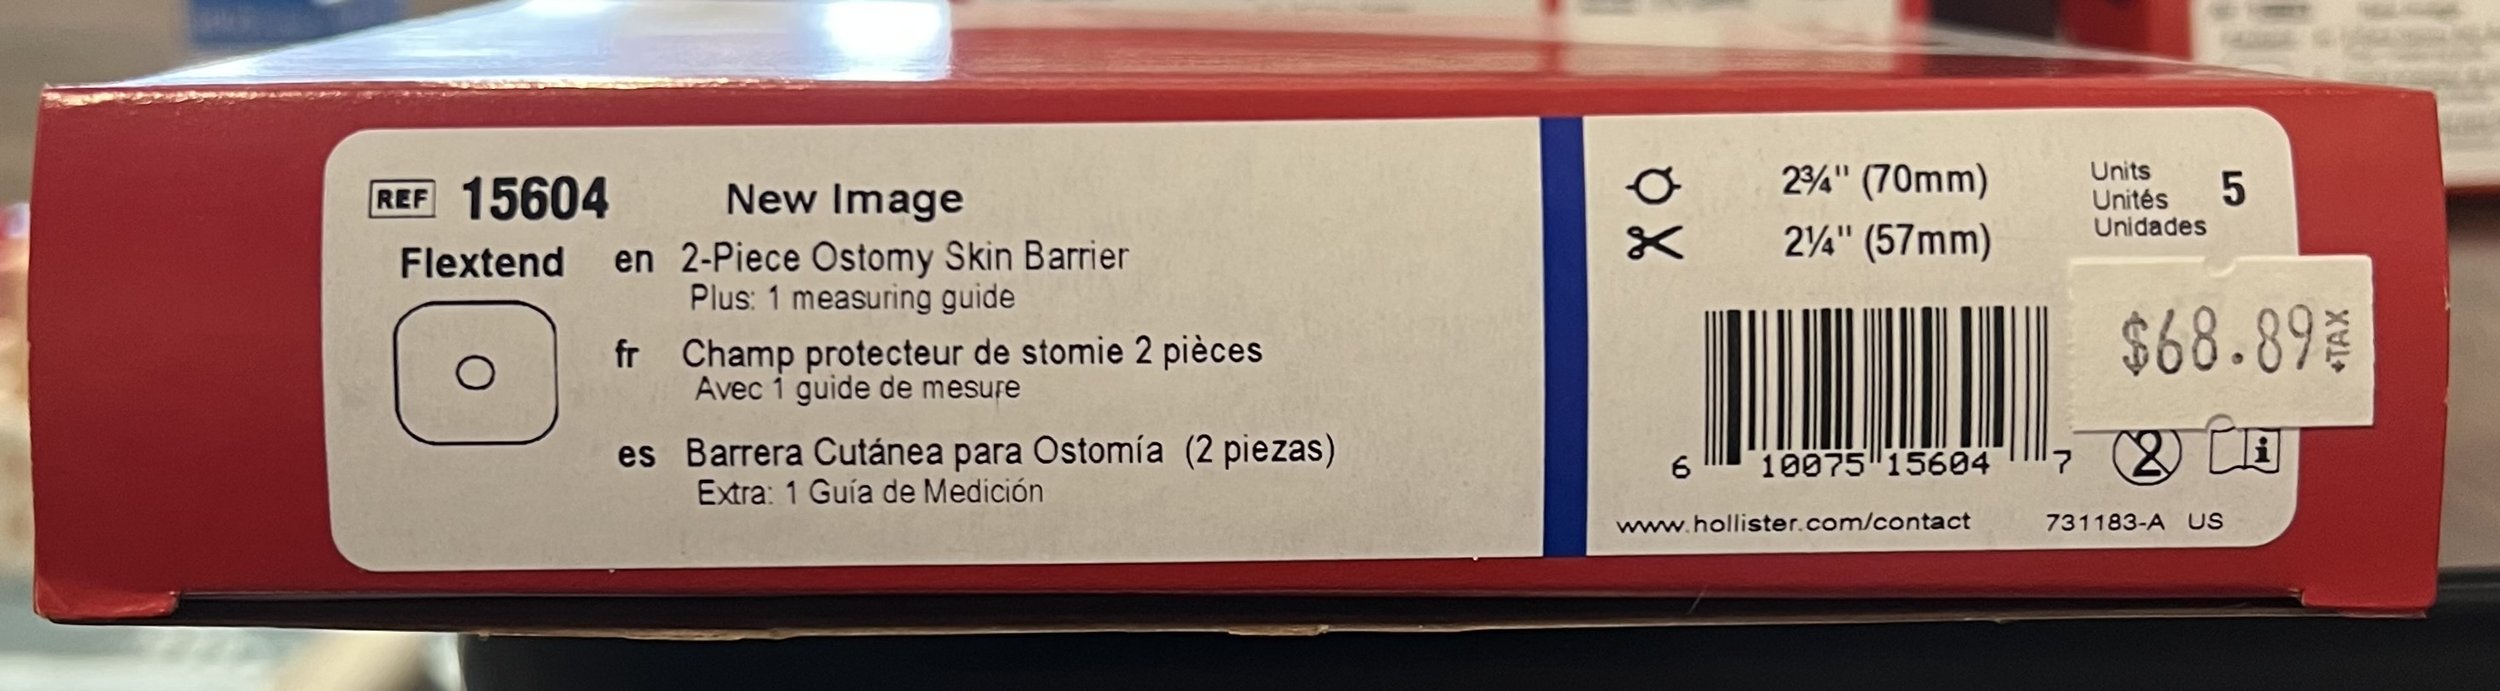 REF 15604 New Image
Flextend en 2-Piece Ostomy Skin Barrier
Plus: 1 measuring guide
fr Champ protecteur de stomie 2 pièces
Avec 1 guide de mesure
es Barrera Cutánea para Ostomía (2 piezas)
Extra: 1 Guía de Medición
2¾" (70mm)
2¼" (57mm)
Units
Unités
Unidades
5
$68.89 +TAX
6 10075 15604 7
2
i
www.hollister.com/contact 731183-A US